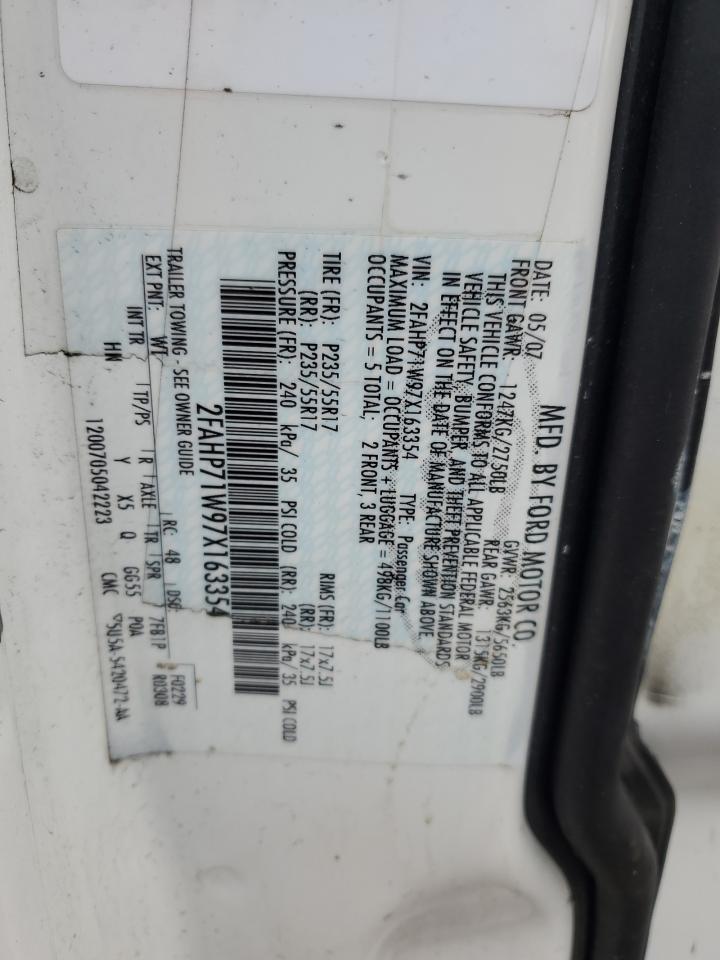 MFD. BY FORD MOTOR CO.
DATE: 05/07 GVWR: 2563KG/5650LB
FRONT GAWR: 1247KG/2750LB REAR GAWR: 1315KG/2900LB
THIS VEHICLE CONFORMS TO ALL APPLICABLE FEDERAL MOTOR
VEHICLE SAFETY, BUMPER, AND THEFT PREVENTION STANDARDS
IN EFFECT ON THE DATE OF MANUFACTURE SHOWN ABOVE.
VIN: 2FAHP71W97X163354 TYPE: Passenger Car
MAXIMUM LOAD = OCCUPANTS + LUGGAGE = 498KG/1100LB
OCCUPANTS = 5 TOTAL, 2 FRONT, 3 REAR
TIRE (FR): P235/55R17 RIMS (FR): 17x7.5J
(RR): P235/55R17 (RR): 17x7.5J
PRESSURE (FR): 240 kPa/ 35 PSI COLD (RR): 240 kPa/ 35 PSI COLD
2FAHP71W97X163354
TRAILER TOWING - SEE OWNER GUIDE
EXT PNT: WT RC: 48 DSO: F0229
INT TR TP/PS R AXLE TR SPR 7FB1P R0308
HW Y X5 Q GG55 POA
1200705042223 CMC 5U5A-5420472-AA